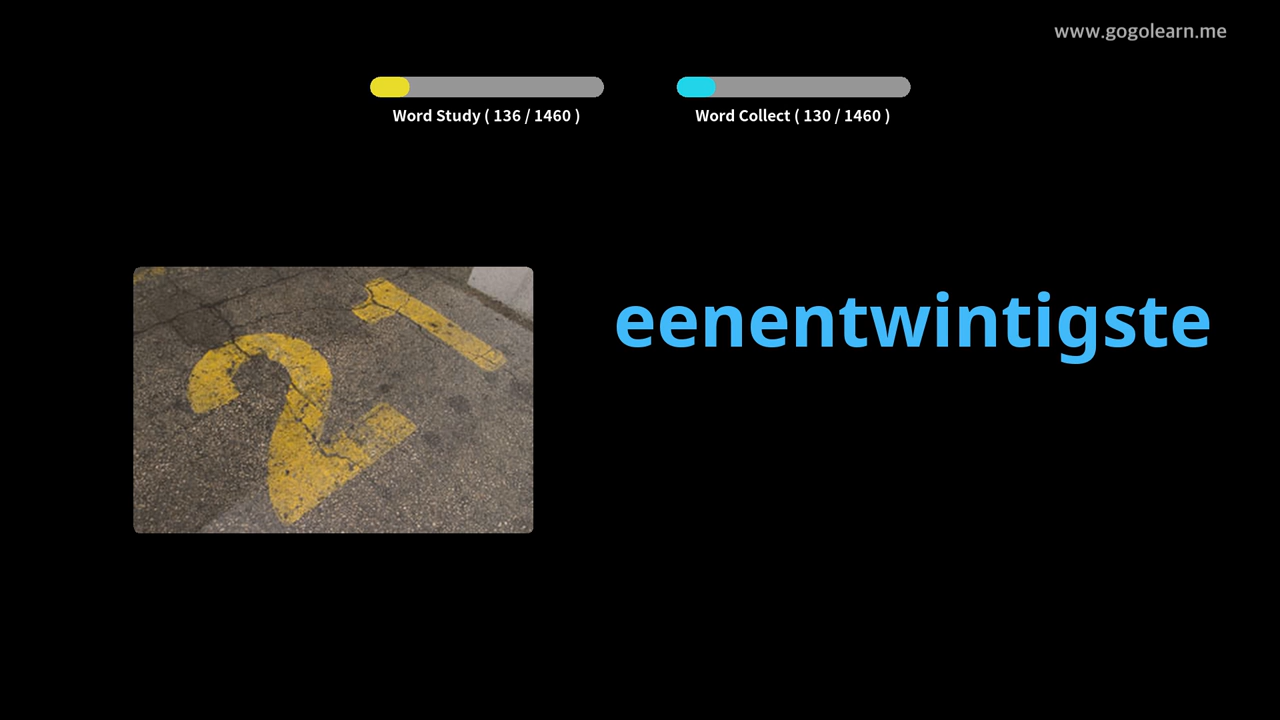 www.gogolearn.me
Word Study ( 136 / 1460 )
Word Collect ( 130 / 1460 )
21
eenentwintigste